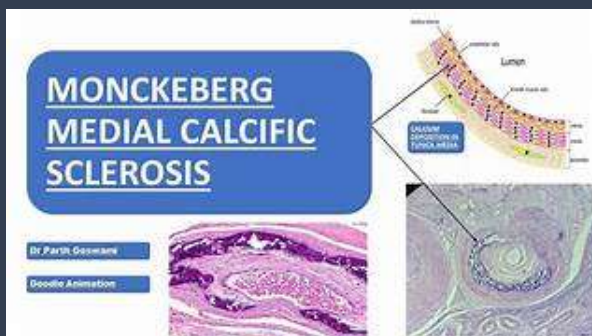 MONCKEBERG
MEDIAL CALCIFIC
SCLEROSIS
Dr Parth Goswami
Doodle Animation
Lumen
CALCIUM
DEPOSITION IN
TUNICA MEDIA